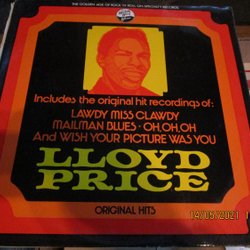 THE GOLDEN AGE OF ROCK 'N' ROLL ON SPECIALTY RECORDS
Includes the original hit recordings of:
LAWDY MISS CLAWDY
MAILMAN BLUES · OH, OH, OH
And WISH YOUR PICTURE WAS YOU
LLOYD
PRICE
ORIGINAL HITS
14/05/2021